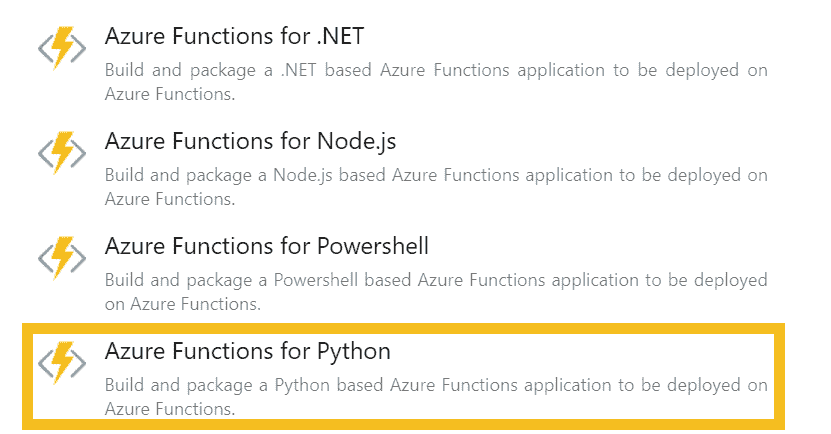 Azure Functions for .NET
Build and package a .NET based Azure Functions application to be deployed on
Azure Functions.
Azure Functions for Node.js
Build and package a Node.js based Azure Functions application to be deployed on
Azure Functions.
Azure Functions for Powershell
Build and package a Powershell based Azure Functions application to be deployed
on Azure Functions.
Azure Functions for Python
Build and package a Python based Azure Functions application to be deployed on
Azure Functions.